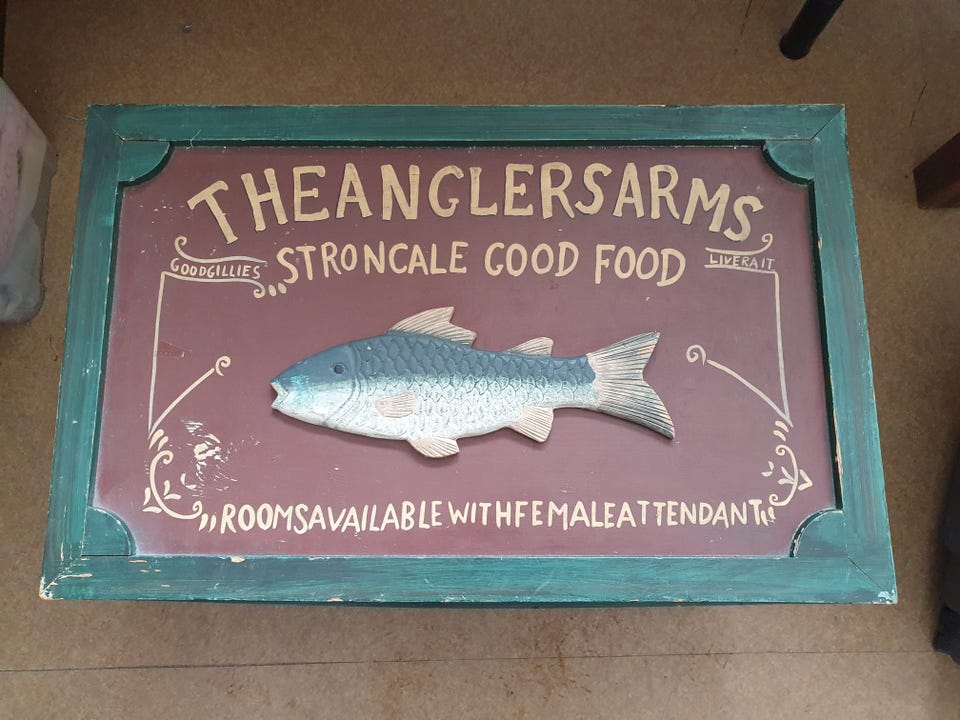 THEANGLERSARMS
GOODGILLIES
STRONCALE GOOD FOOD
LIVERAIT
ROOMSAVAILABLE WITHFEMALEATTENDANT